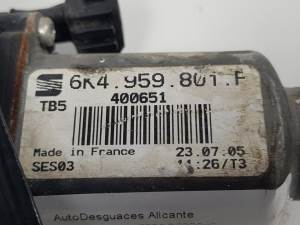 6K4.959.801.F
TB5 400651
Made in France 23.07.05
SES03 11:26/T3
AutoDesguaces Alicante